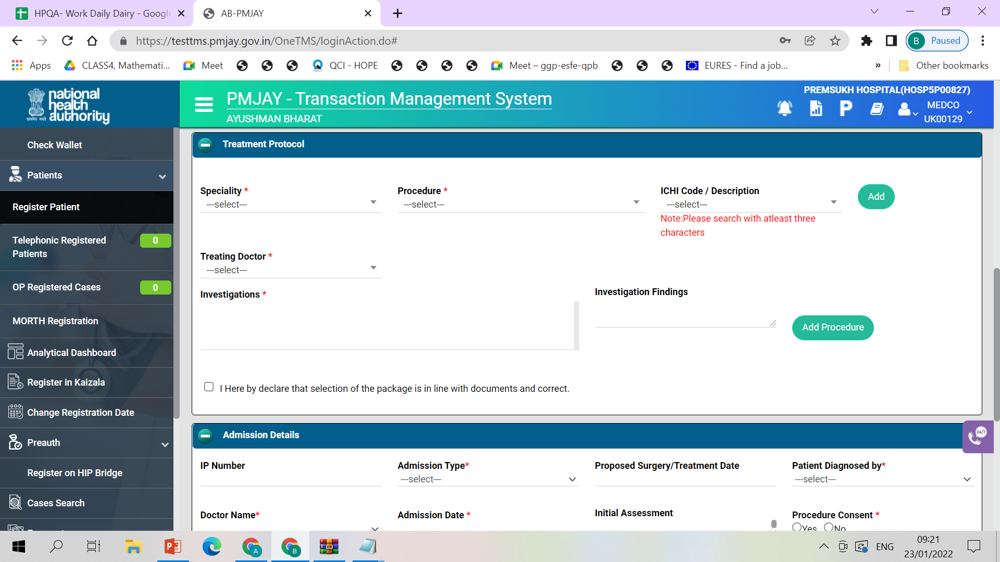 HPQA- Work Daily Dairy - Googl
AB-PMJAY
https://testtms.pmjay.gov.in/OneTMS/loginAction.do#
B
Paused
Apps
CLASS4, Mathemati...
Meet
QCI - HOPE
Meet – ggp-esfe-qpb
EURES - Find a job...
»
Other bookmarks
national
health
authority
PMJAY - Transaction Management System
AYUSHMAN BHARAT
PREMSUKH HOSPITAL(HOSP5P00827)
P
MEDCO
UK00129
Check Wallet
Patients
Register Patient
Telephonic Registered
Patients
0
OP Registered Cases
0
MORTH Registration
Analytical Dashboard
Register in Kaizala
Change Registration Date
Preauth
Register on HIP Bridge
Cases Search
Treatment Protocol
Speciality *
---select---
Procedure *
---select---
ICHI Code / Description
---select---
Note:Please search with atleast three
characters
Add
Treating Doctor *
---select---
Investigations *
Investigation Findings
Add Procedure
I Here by declare that selection of the package is in line with documents and correct.
Admission Details
24/7
IP Number
Admission Type*
---select---
Proposed Surgery/Treatment Date
Patient Diagnosed by*
---select---
Doctor Name*
Admission Date *
Initial Assessment
Procedure Consent *
Yes No
P
A
B
ENG
09:21
23/01/2022